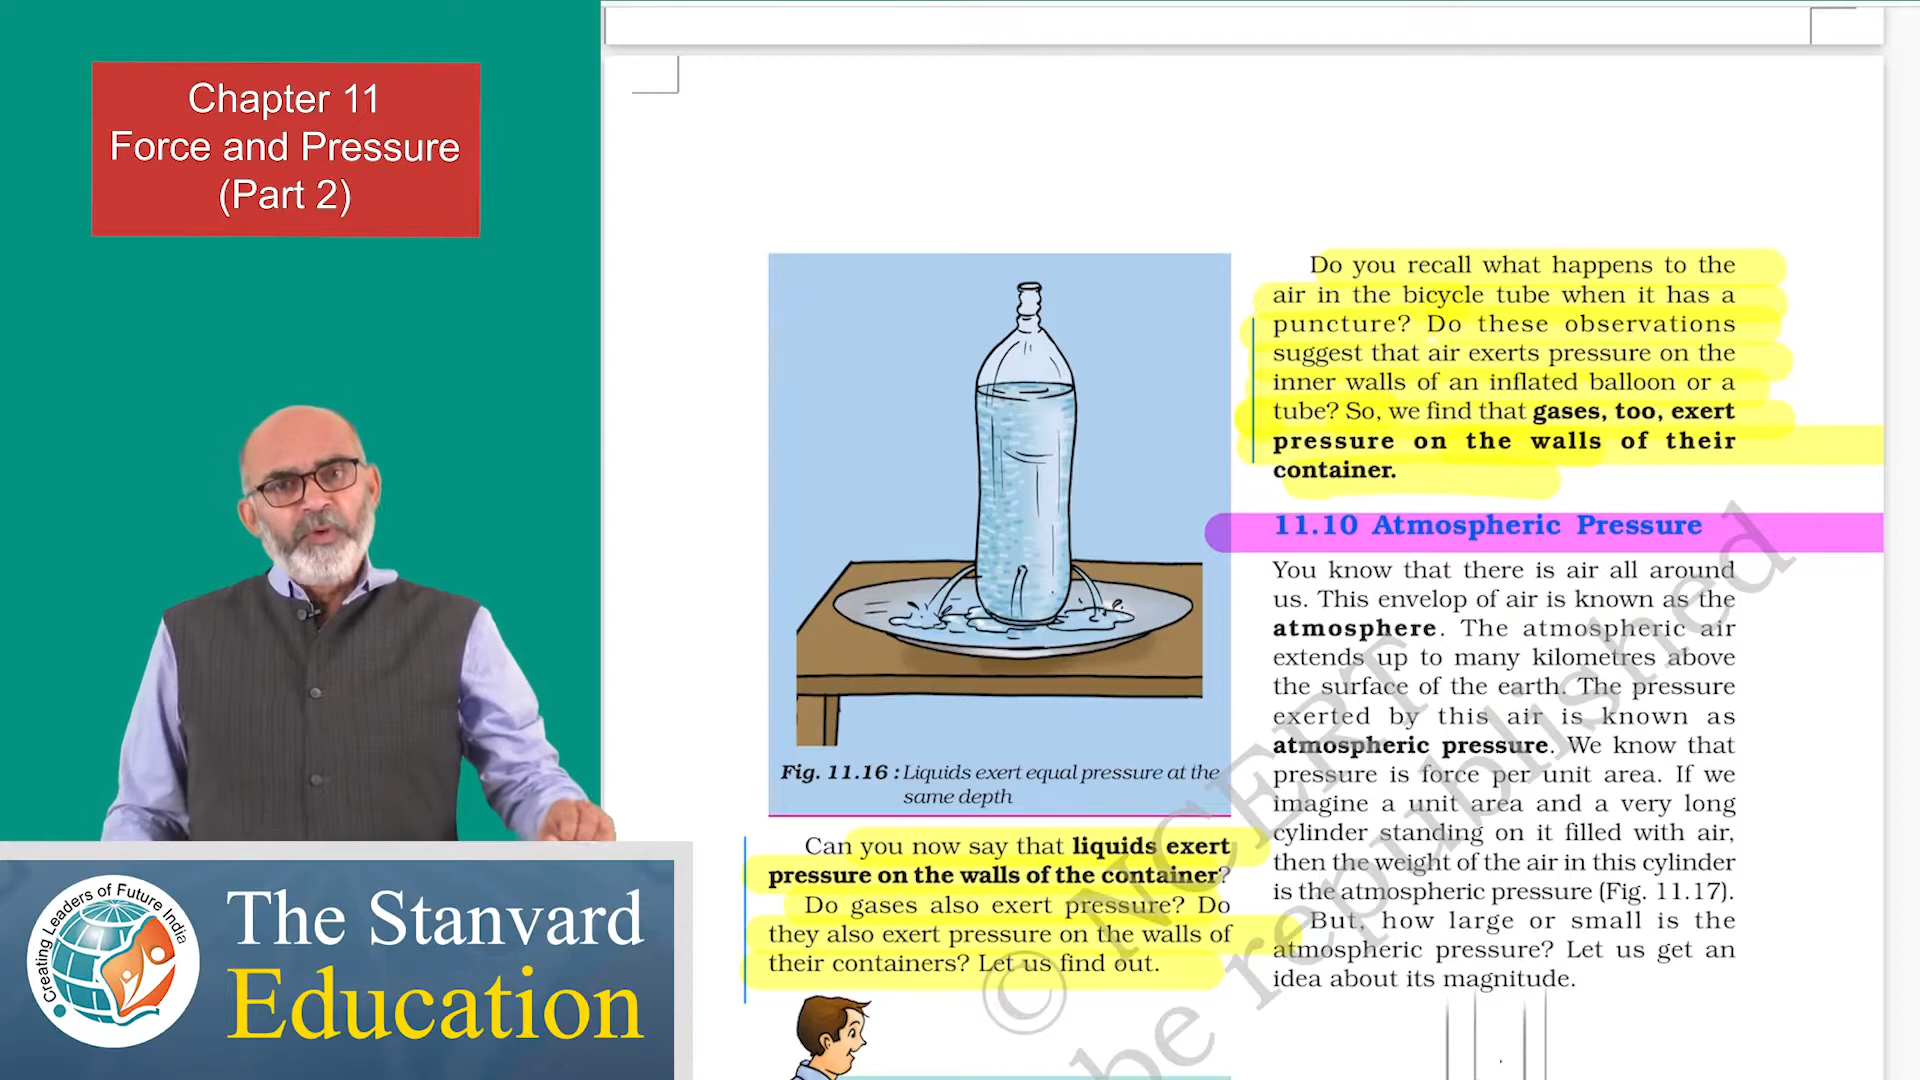 Chapter 11
Force and Pressure
(Part 2)
Creating Leaders of Future India
The Stanvard
Education
Fig. 11.16 : Liquids exert equal pressure at the
same depth
Can you now say that liquids exert
pressure on the walls of the container?
Do gases also exert pressure? Do
they also exert pressure on the walls of
their containers? Let us find out.
Do you recall what happens to the
air in the bicycle tube when it has a
puncture? Do these observations
suggest that air exerts pressure on the
inner walls of an inflated balloon or a
tube? So, we find that gases, too, exert
pressure on the walls of their
container.
11.10 Atmospheric Pressure
You know that there is air all around
us. This envelop of air is known as the
atmosphere. The atmospheric air
extends up to many kilometres above
the surface of the earth. The pressure
exerted by this air is known as
atmospheric pressure. We know that
pressure is force per unit area. If we
imagine a unit area and a very long
cylinder standing on it filled with air,
then the weight of the air in this cylinder
is the atmospheric pressure (Fig. 11.17).
But, how large or small is the
atmospheric pressure? Let us get an
idea about its magnitude.
© NCERT
be republished